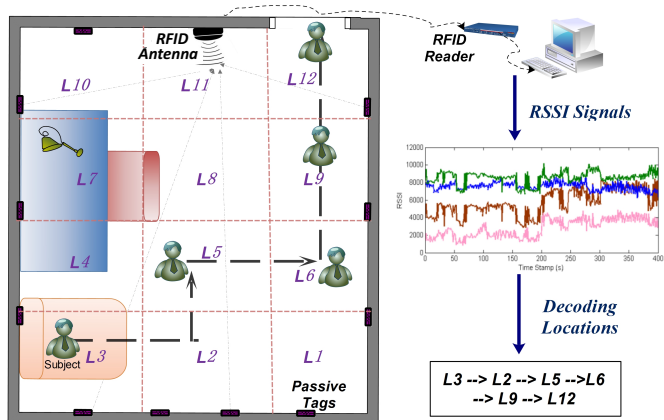 RFID
Antenna
RFID
Reader
L10
L11
L12
L7
L8
L9
L4
L5
L6
Subject
L3
L2
L1
Passive
Tags
RSSI Signals
12000
10000
8000
6000
4000
2000
0
RSSI
0 50 100 150 200 250 300 350 400
Time Stamp (s)
Decoding
Locations
L3 --> L2 --> L5 -->L6
--> L9 --> L12